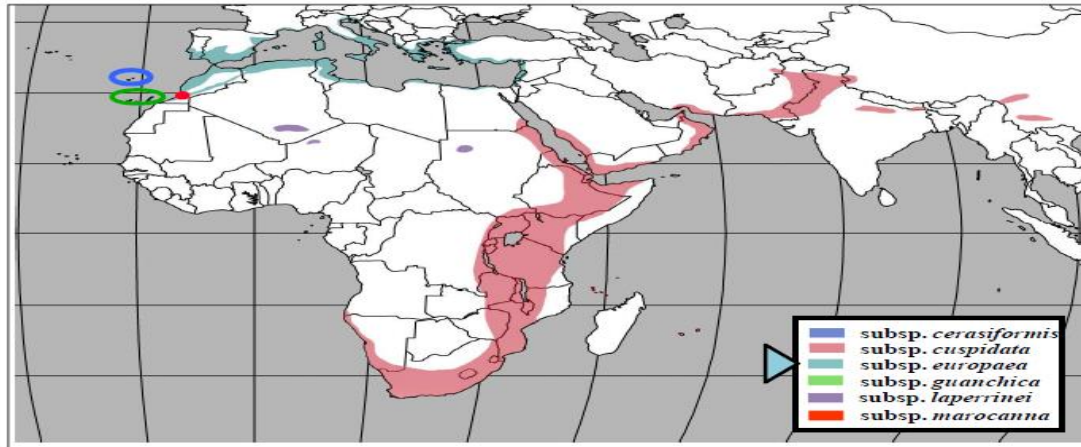 subsp. cerasiformis
subsp. cuspidata
subsp. europaea
subsp. guanchica
subsp. laperrinei
subsp. marocanna